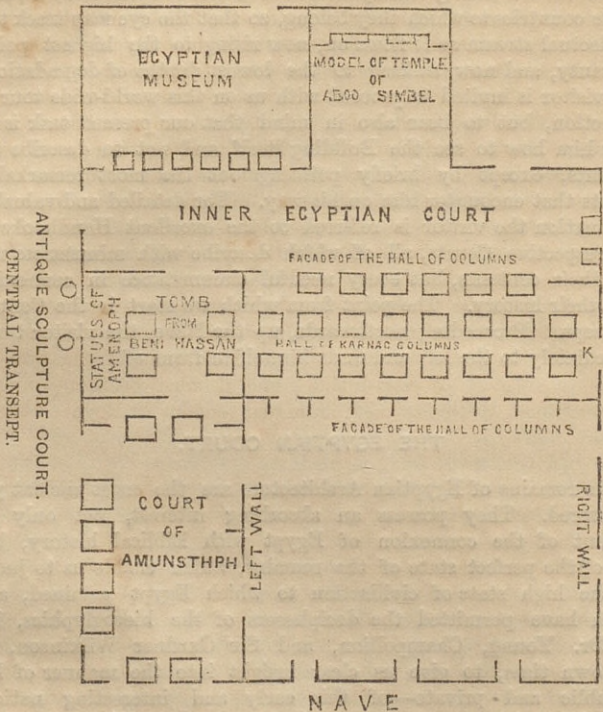 EGYPTIAN
MUSEUM
MODEL OF TEMPLE
OF
ABOO SIMBEL
INNER EGYPTIAN COURT
FACADE OF THE HALL OF COLUMNS
ANTIQUE SCULPTURE COURT.
CENTRAL TRANSEPT.
STATUES OF
AMENOPH
TOMB
FROM
BENI HASSAN
HALL OF KARNAC COLUMNS
K
FACADE OF THE HALL OF COLUMNS
COURT
OF
AMUNSTHPH
LEFT WALL
RIGHT WALL
NAVE